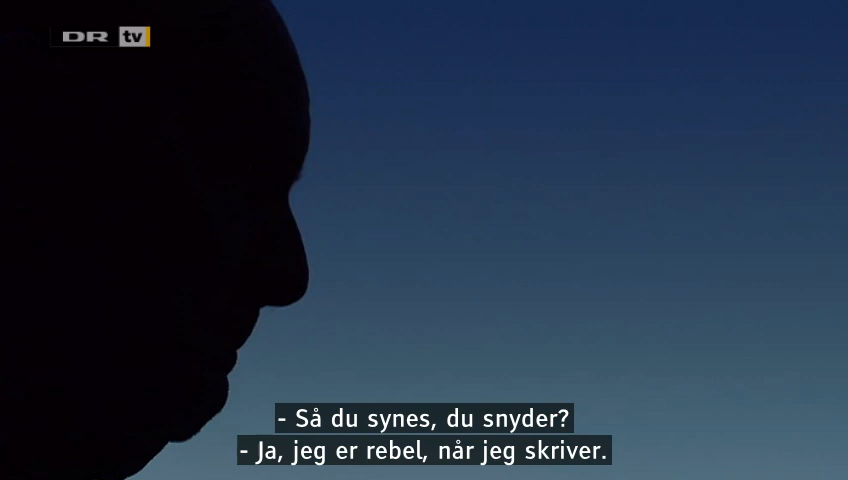 DR tv
- Så du synes, du snyder?
- Ja, jeg er rebel, når jeg skriver.